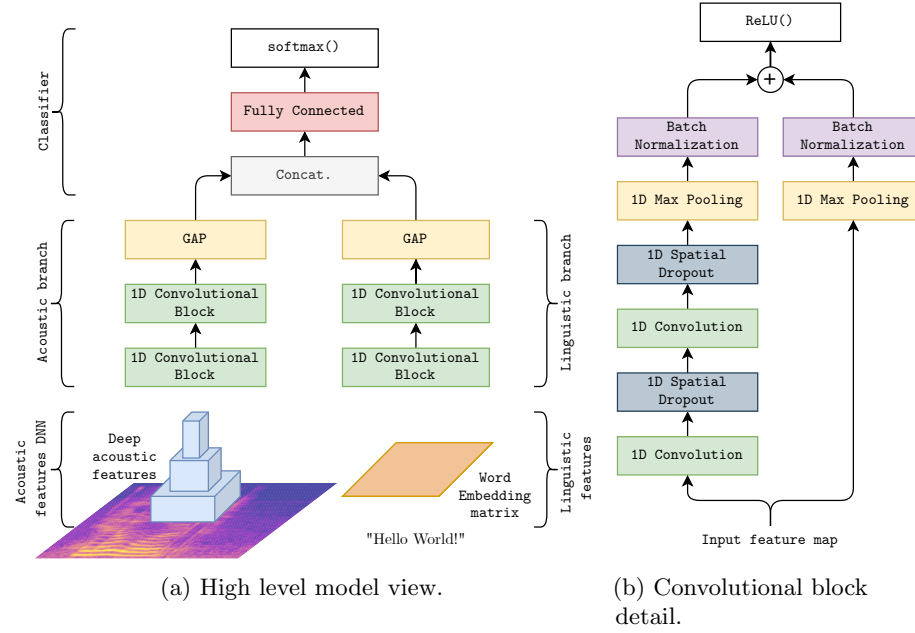 softmax()
Fully Connected
Concat.
Classifier
GAP
GAP
1D Convolutional
Block
1D Convolutional
Block
1D Convolutional
Block
1D Convolutional
Block
Acoustic branch
Linguistic branch
Acoustic
features DNN
Deep
acoustic
features
Word
Embedding
matrix
"Hello World!"
Linguistic
features
(a) High level model view.
ReLU()
+
Batch
Normalization
Batch
Normalization
1D Max Pooling
1D Max Pooling
1D Spatial
Dropout
1D Convolution
1D Spatial
Dropout
1D Convolution
Input feature map
(b) Convolutional block
detail.